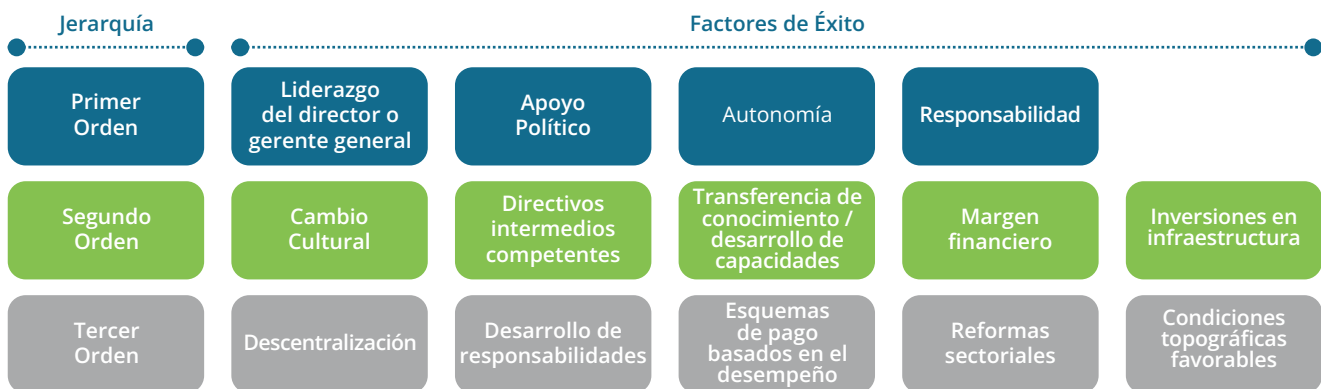 Jerarquía
Factores de Éxito
Primer
Orden
Liderazgo
del director o
gerente general
Apoyo
Político
Autonomía
Responsabilidad
Segundo
Orden
Cambio
Cultural
Directivos
intermedios
competentes
Transferencia de
conocimiento /
desarrollo de
capacidades
Margen
financiero
Inversiones en
infraestructura
Tercer
Orden
Descentralización
Desarrollo de
responsabilidades
Esquemas
de pago
basados en el
desempeño
Reformas
sectoriales
Condiciones
topográficas
favorables